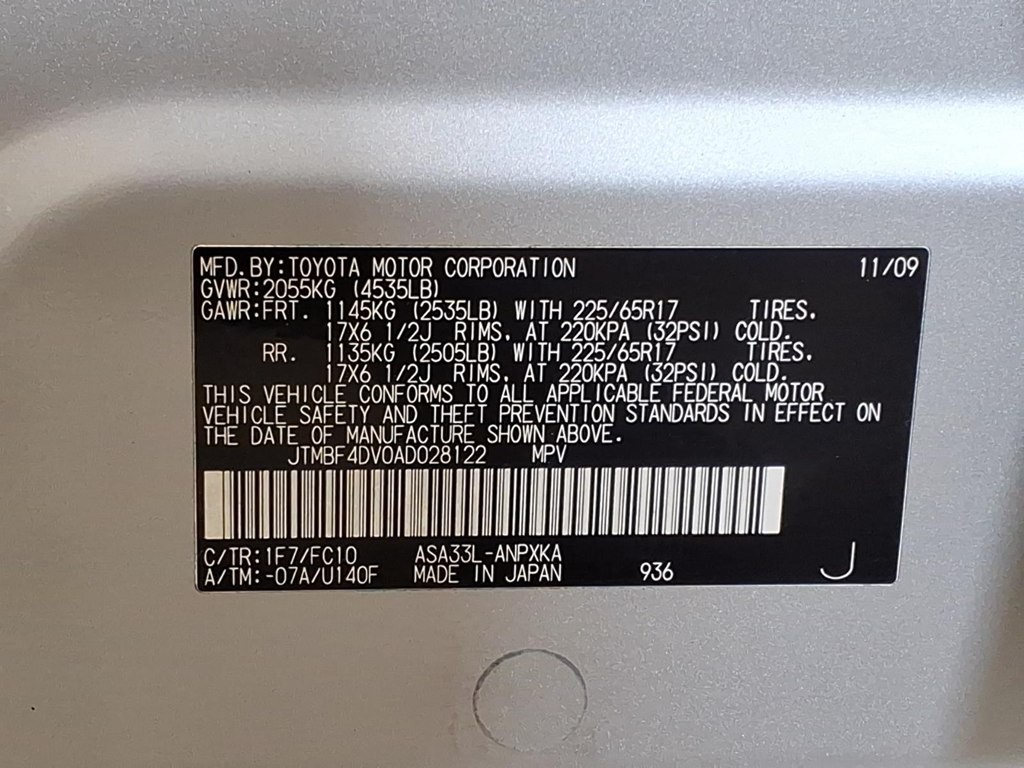 MFD.BY:TOYOTA MOTOR CORPORATION 11/09
GVWR:2055KG (4535LB)
GAWR:FRT. 1145KG (2535LB) WITH 225/65R17 TIRES.
17X6 1/2J RIMS, AT 220KPA (32PSI) COLD.
RR. 1135KG (2505LB) WITH 225/65R17 TIRES.
17X6 1/2J RIMS, AT 220KPA (32PSI) COLD.
THIS VEHICLE CONFORMS TO ALL APPLICABLE FEDERAL MOTOR
VEHICLE SAFETY AND THEFT PREVENTION STANDARDS IN EFFECT ON
THE DATE OF MANUFACTURE SHOWN ABOVE.
JTMBF4DV0AD028122 MPV
C/TR:1F7/FC10 ASA33L-ANPXKA
A/TM:-07A/U140F MADE IN JAPAN 936 J